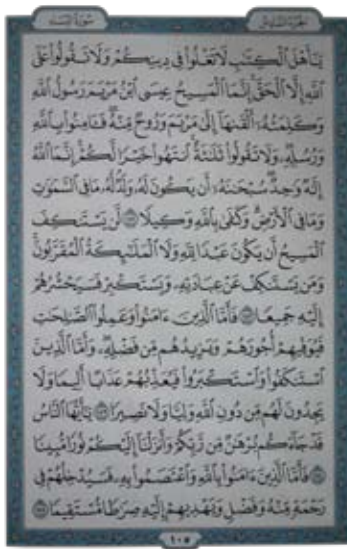 سورة النساء
الجزء السادس
يَٰٓأَهۡلَ ٱلۡكِتَٰبِ لَا تَغۡلُواْ فِي دِينِكُمۡ وَلَا تَقُولُواْ عَلَى
ٱللَّهِ إِلَّا ٱلۡحَقَّۚ إِنَّمَا ٱلۡمَسِيحُ عِيسَى ٱبۡنُ مَرۡيَمَ رَسُولُ ٱللَّهِ
وَكَلِمَتُهُۥٓ أَلۡقَىٰهَآ إِلَىٰ مَرۡيَمَ وَرُوحٞ مِّنۡهُۖ فَـَٔامِنُواْ بِٱللَّهِ
وَرُسُلِهِۦۖ وَلَا تَقُولُواْ ثَلَٰثَةٌۚ ٱنتَهُواْ خَيۡرٗا لَّكُمۡۚ إِنَّمَا ٱللَّهُ
إِلَٰهٞ وَٰحِدٞۖ سُبۡحَٰنَهُۥٓ أَن يَكُونَ لَهُۥ وَلَدٞۘ لَّهُۥ مَا فِي ٱلسَّمَٰوَٰتِ
وَمَا فِي ٱلۡأَرۡضِۗ وَكَفَىٰ بِٱللَّهِ وَكِيلٗا ١٧١ لَّن يَسۡتَنكِفَ
ٱلۡمَسِيحُ أَن يَكُونَ عَبۡدٗا لِّلَّهِ وَلَا ٱلۡمَلَٰٓئِكَةُ ٱلۡمُقَرَّبُونَۚ
وَمَن يَسۡتَنكِفۡ عَنۡ عِبَادَتِهِۦ وَيَسۡتَكۡبِرۡ فَسَيَحۡشُرُهُمۡ
إِلَيۡهِ جَمِيعٗا ١٧٢ فَأَمَّا ٱلَّذِينَ ءَامَنُواْ وَعَمِلُواْ ٱلصَّٰلِحَٰتِ
فَيُوَفِّيهِمۡ أُجُورَهُمۡ وَيَزِيدُهُم مِّن فَضۡلِهِۦۖ وَأَمَّا ٱلَّذِينَ
ٱسۡتَنكَفُواْ وَٱسۡتَكۡبَرُواْ فَيُعَذِّبُهُمۡ عَذَابًا أَلِيمٗا وَلَا
يَجِدُونَ لَهُم مِّن دُونِ ٱللَّهِ وَلِيّٗا وَلَا نَصِيرٗا ١٧٣ يَٰٓأَيُّهَا ٱلنَّاسُ
قَدۡ جَآءَكُم بُرۡهَٰنٞ مِّن رَّبِّكُمۡ وَأَنزَلۡنَآ إِلَيۡكُمۡ نُورٗا مُّبِينٗا
١٧٤ فَأَمَّا ٱلَّذِينَ ءَامَنُواْ بِٱللَّهِ وَٱعۡتَصَمُواْ بِهِۦ فَسَيُدۡخِلُهُمۡ فِي
رَحۡمَةٖ مِّنۡهُ وَفَضۡلٖ وَيَهۡدِيهِمۡ إِلَيۡهِ صِرَٰطٗا مُّسۡتَقِيمٗا ١٧٥
١٠٥